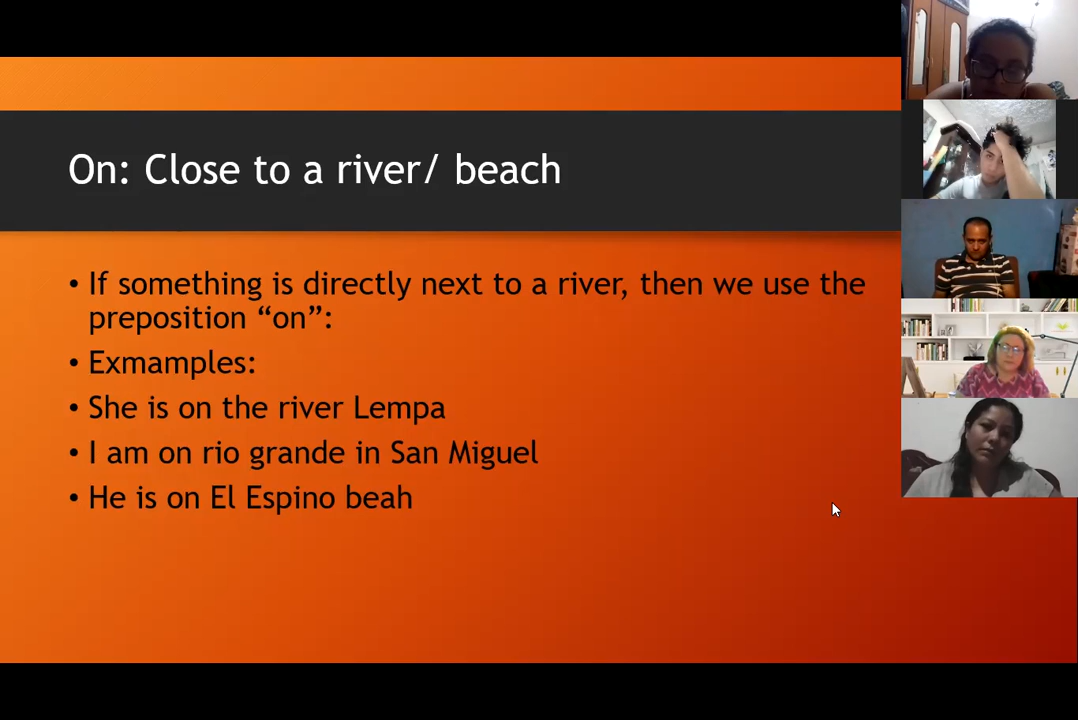 On: Close to a river/ beach
• If something is directly next to a river, then we use the
preposition “on”:
• Exmamples:
• She is on the river Lempa
• I am on rio grande in San Miguel
• He is on El Espino beah